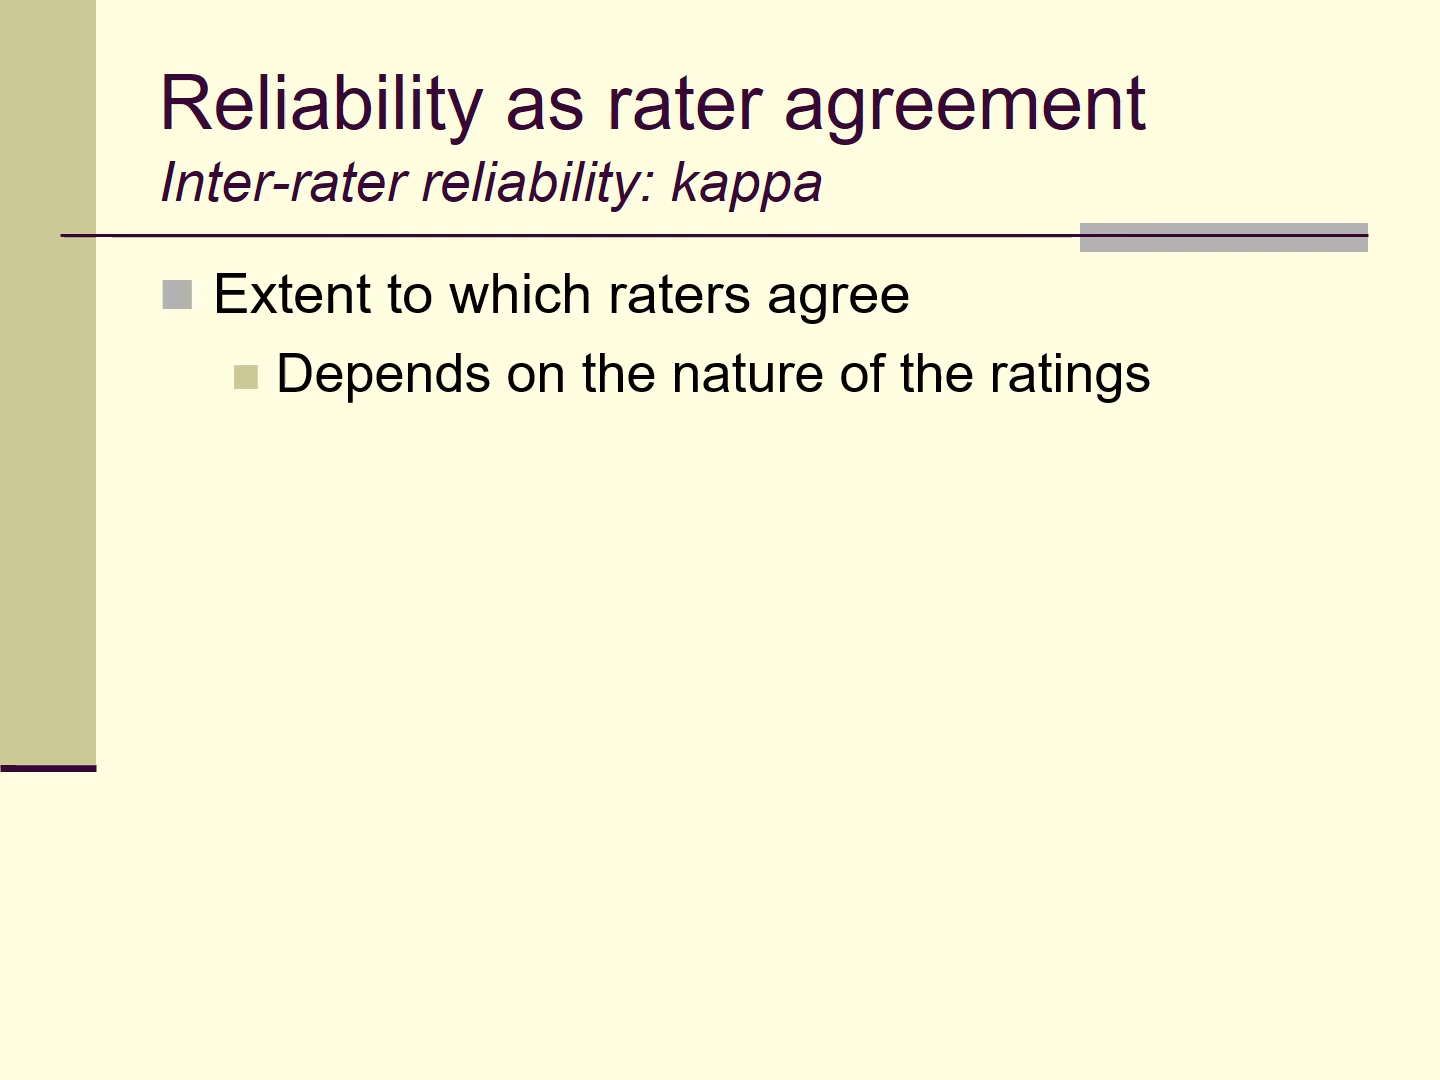 Reliability as rater agreement
Inter-rater reliability: kappa
Extent to which raters agree
Depends on the nature of the ratings